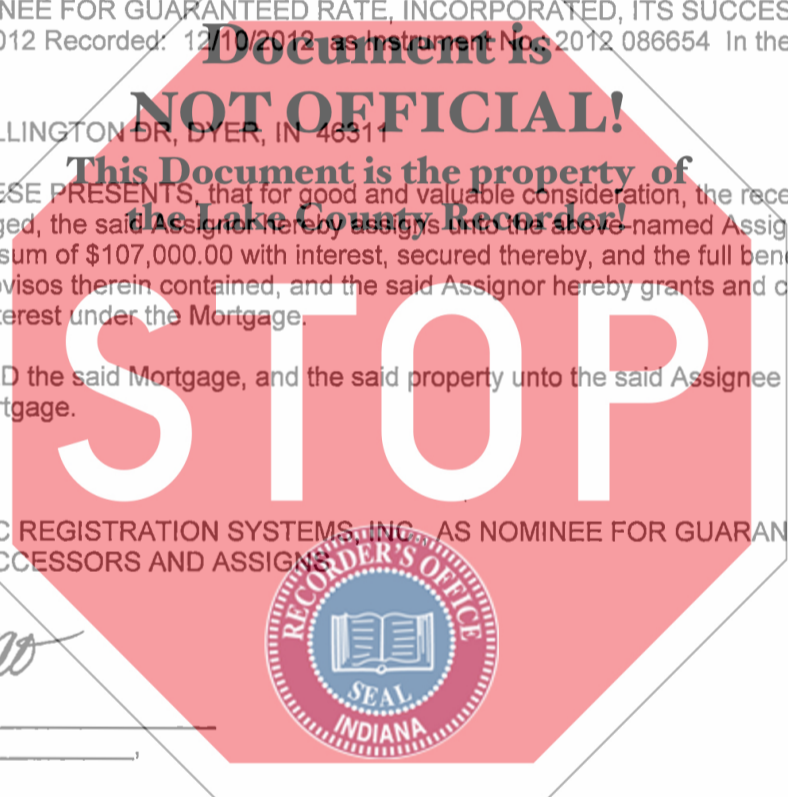 NEE FOR GUARANTEED RATE, INCORPORATED, ITS SUCCES
Document is
012 Recorded: 12/10/2012 as Instrument No.: 2012 086654 In the
NOT OFFICIAL!
LLINGTON DR, DYER, IN 46311
This Document is the property of
ESE PRESENTS, that for good and valuable consideration, the rece
the Lake County Recorder!
ged, the said Assignor hereby assigns unto the above-named Assig
sum of $107,000.00 with interest, secured thereby, and the full bene
visos therein contained, and the said Assignor hereby grants and c
terest under the Mortgage.
STOP
D the said Mortgage, and the said property unto the said Assignee
tgage.
C REGISTRATION SYSTEMS, INC. AS NOMINEE FOR GUARAN
CCESSORS AND ASSIGNS
RECORDER'S OFFICE
SEAL
INDIANA